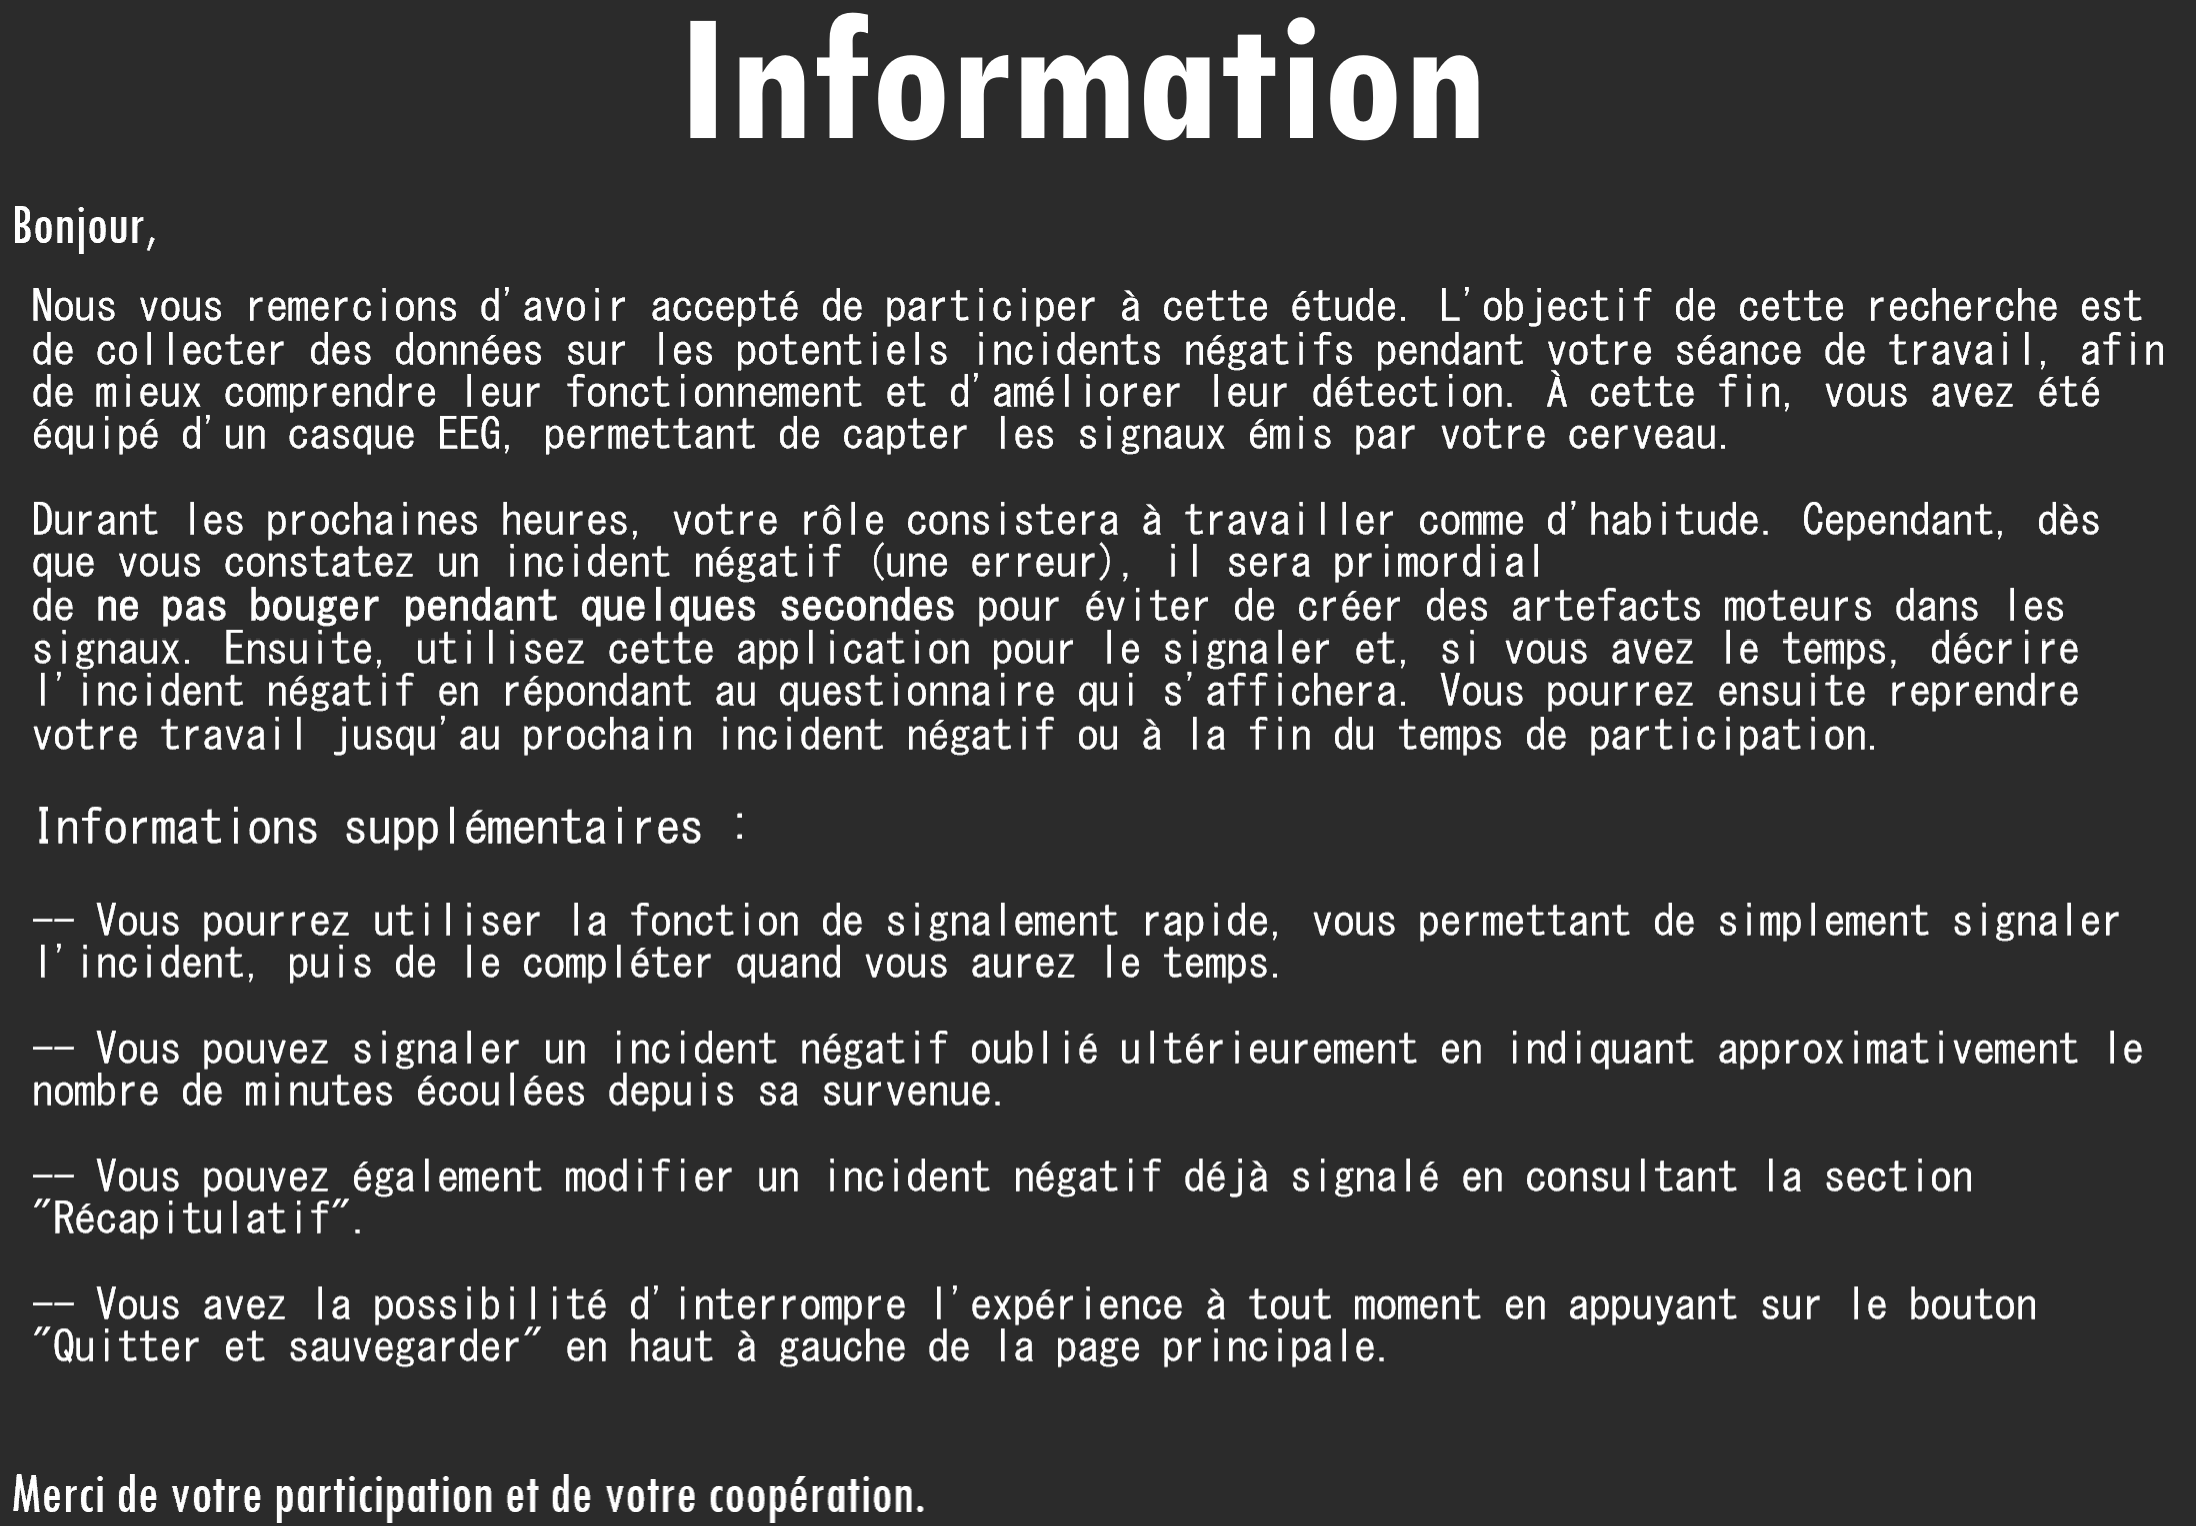 Information
Bonjour,
Nous vous remercions d'avoir accepté de participer à cette étude. L'objectif de cette recherche est
de collecter des données sur les potentiels incidents négatifs pendant votre séance de travail, afin
de mieux comprendre leur fonctionnement et d'améliorer leur détection. À cette fin, vous avez été
équipé d'un casque EEG, permettant de capter les signaux émis par votre cerveau.
Durant les prochaines heures, votre rôle consistera à travailler comme d'habitude. Cependant, dès
que vous constatez un incident négatif (une erreur), il sera primordial
de ne pas bouger pendant quelques secondes pour éviter de créer des artefacts moteurs dans les
signaux. Ensuite, utilisez cette application pour le signaler et, si vous avez le temps, décrire
l'incident négatif en répondant au questionnaire qui s'affichera. Vous pourrez ensuite reprendre
votre travail jusqu'au prochain incident négatif ou à la fin du temps de participation.
Informations supplémentaires :
-- Vous pourrez utiliser la fonction de signalement rapide, vous permettant de simplement signaler
l'incident, puis de le compléter quand vous aurez le temps.
-- Vous pouvez signaler un incident négatif oublié ultérieurement en indiquant approximativement le
nombre de minutes écoulées depuis sa survenue.
-- Vous pouvez également modifier un incident négatif déjà signalé en consultant la section
"Récapitulatif".
-- Vous avez la possibilité d'interrompre l'expérience à tout moment en appuyant sur le bouton
"Quitter et sauvegarder" en haut à gauche de la page principale.
Merci de votre participation et de votre coopération.